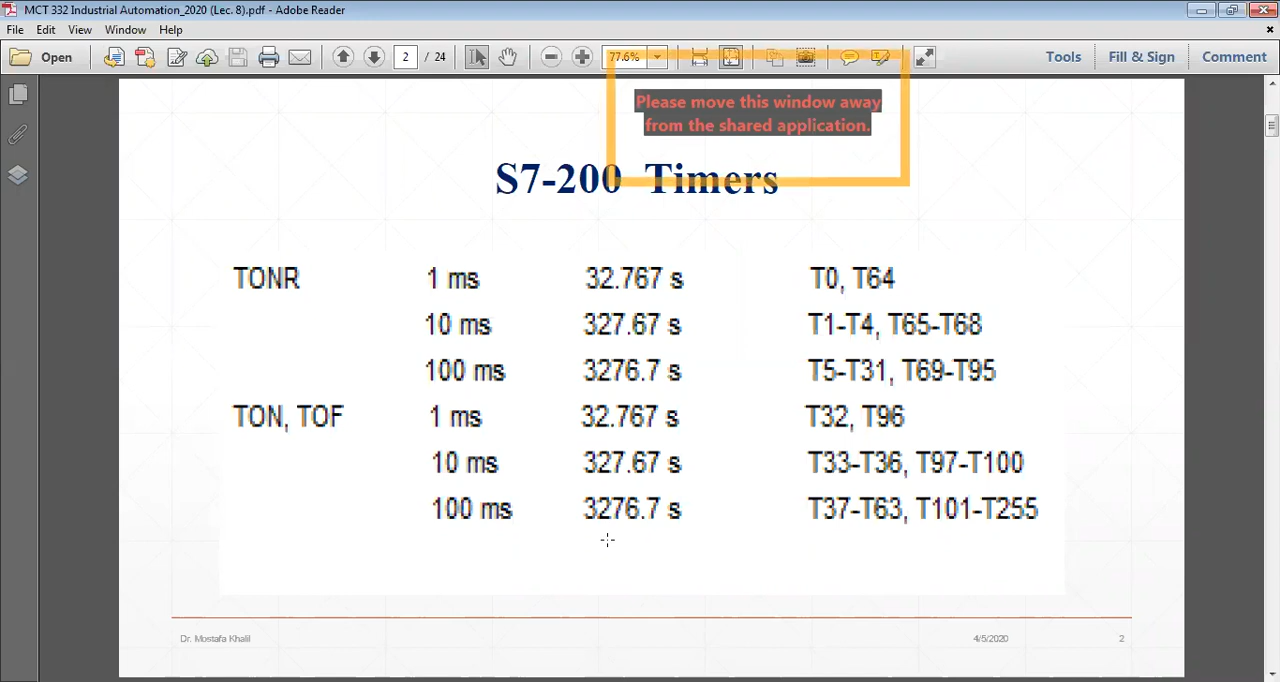 MCT 332 Industrial Automation_2020 (Lec. 8).pdf - Adobe Reader
File Edit View Window Help
Open 2 / 24 77.6% Tools Fill & Sign Comment
Please move this window away
from the shared application.
S7-200 Timers
TONR 1 ms 32.767 s T0, T64
10 ms 327.67 s T1-T4, T65-T68
100 ms 3276.7 s T5-T31, T69-T95
TON, TOF 1 ms 32.767 s T32, T96
10 ms 327.67 s T33-T36, T97-T100
100 ms 3276.7 s T37-T63, T101-T255
Dr. Mostafa Khalil 4/5/2020 2